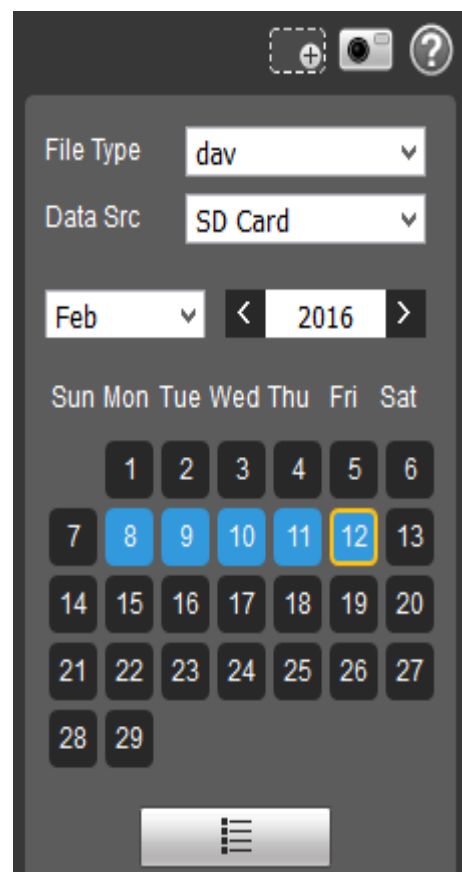 ?
File Type dav
Data Src SD Card
Feb < 2016 >
Sun Mon Tue Wed Thu Fri Sat
1 2 3 4 5 6
7 8 9 10 11 12 13
14 15 16 17 18 19 20
21 22 23 24 25 26 27
28 29